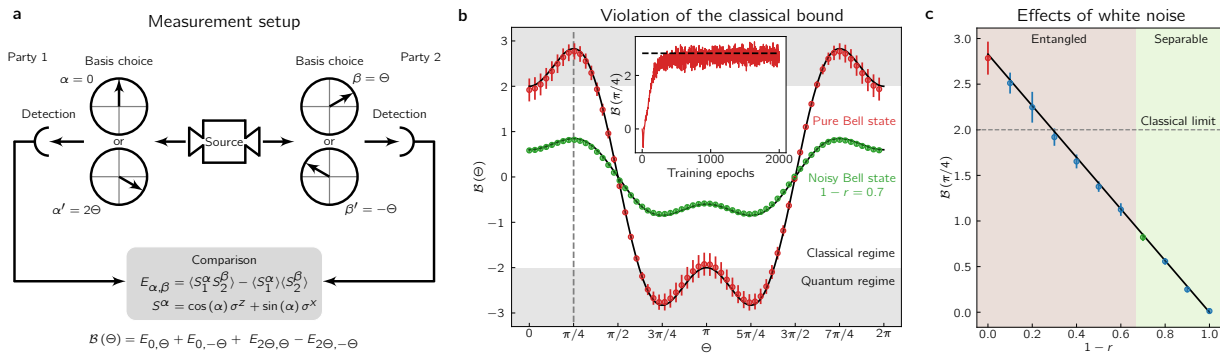 a
Measurement setup
Party 1
Party 2
Basis choice
α = 0
Basis choice
β = Θ
Detection
Detection
or
Source
or
α′ = 2Θ
β′ = −Θ
Comparison
E_{α,β} = ⟨S_1^α S_2^β⟩ − ⟨S_1^α⟩⟨S_2^β⟩
S^α = cos(α) σ^z + sin(α) σ^x
ℬ(Θ) = E_{0,Θ} + E_{0,−Θ} + E_{2Θ,Θ} − E_{2Θ,−Θ}
b
Violation of the classical bound
3
2
1
0
−1
−2
−3
ℬ(Θ)
2
0
ℬ(π/4)
0
1000
2000
Training epochs
Pure Bell state
Noisy Bell state
1 − r = 0.7
Classical regime
Quantum regime
0
π/4
π/2
3π/4
π
5π/4
3π/2
7π/4
2π
Θ
c
Effects of white noise
Entangled
Separable
Classical limit
3.0
2.5
2.0
1.5
1.0
0.5
0.0
ℬ(π/4)
0.0
0.2
0.4
0.6
0.8
1.0
1 − r